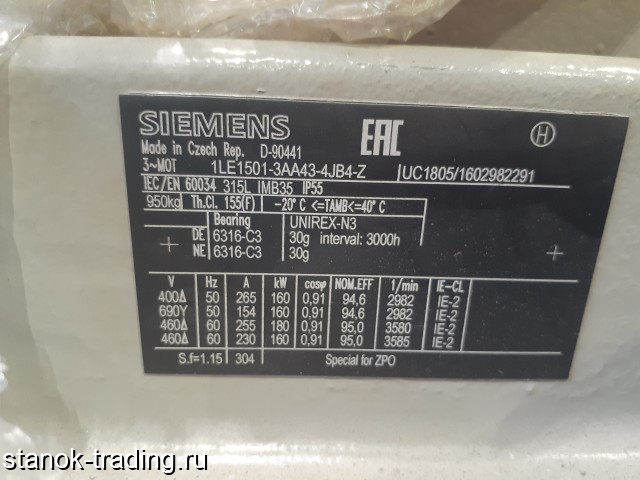 SIEMENS
EAC
H
Made in Czech Rep. D-90441
3~MOT 1LE1501-3AA43-4JB4-Z UC1805/1602982291
IEC/EN 60034 315L IMB35 IP55
950kg Th.Cl. 155(F) -20°C <=TAMB<=40°C
Bearing UNIREX-N3
DE 6316-C3 30g interval: 3000h
NE 6316-C3 30g
V Hz A kW cosφ NOM.EFF 1/min IE-CL
400Δ 50 265 160 0,91 94,6 2982 IE-2
690Y 50 154 160 0,91 94,6 2982 IE-2
460Δ 60 255 180 0,91 95,0 3580 IE-2
460Δ 60 230 160 0,91 95,0 3585 IE-2
S.f=1.15 304 Special for ZPO
stanok-trading.ru